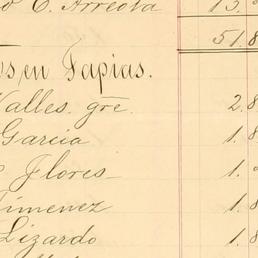 o C. Arreola 13.
51.8
os en Tapias.
Valles. gre. 2.8
Garcia 1.8
Flores 1.
Jimenez 1.8
Lizardo 1.8